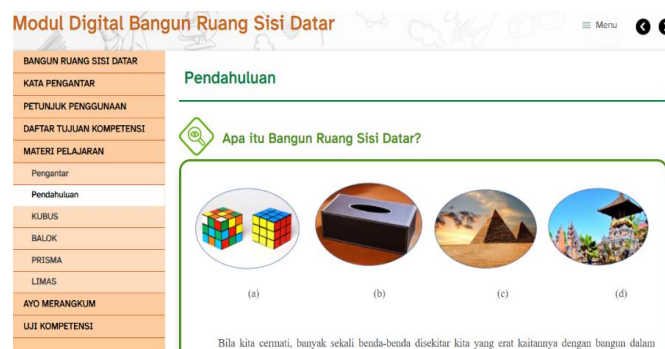 Modul Digital Bangun Ruang Sisi Datar
≡ Menu
BANGUN RUANG SISI DATAR
KATA PENGANTAR
PETUNJUK PENGGUNAAN
DAFTAR TUJUAN KOMPETENSI
MATERI PELAJARAN
Pengantar
Pendahuluan
KUBUS
BALOK
PRISMA
LIMAS
AYO MERANGKUM
UJI KOMPETENSI
Pendahuluan
Apa itu Bangun Ruang Sisi Datar?
(a) (b) (c) (d)
Bila kita cermati, banyak sekali benda-benda disekitar kita yang erat kaitannya dengan bangun dalam